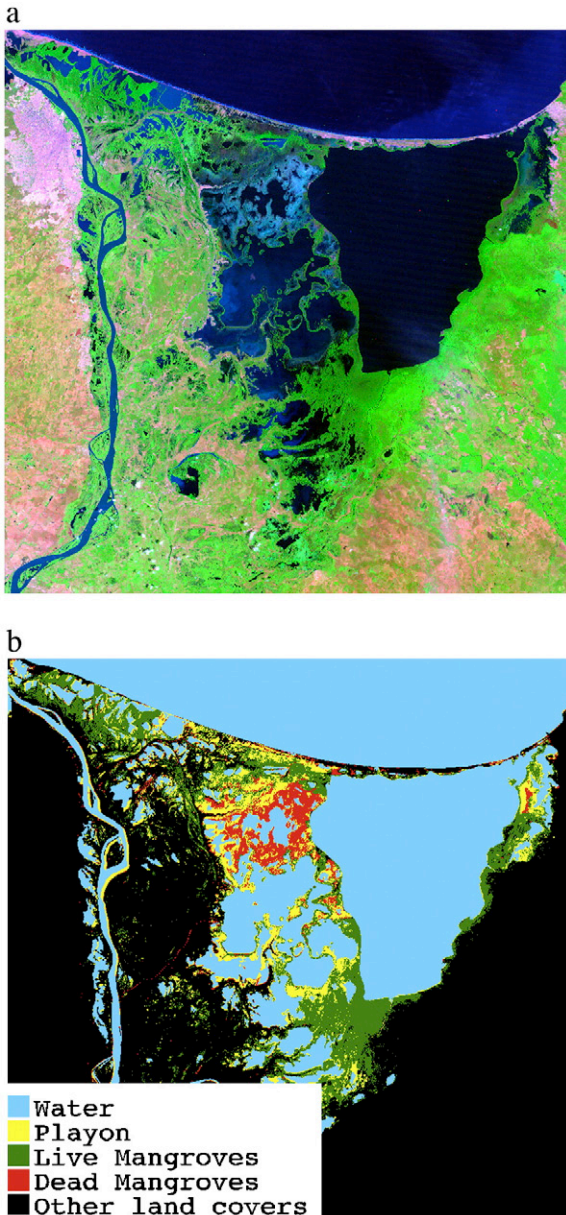 a
b
Water
Playon
Live Mangroves
Dead Mangroves
Other land covers